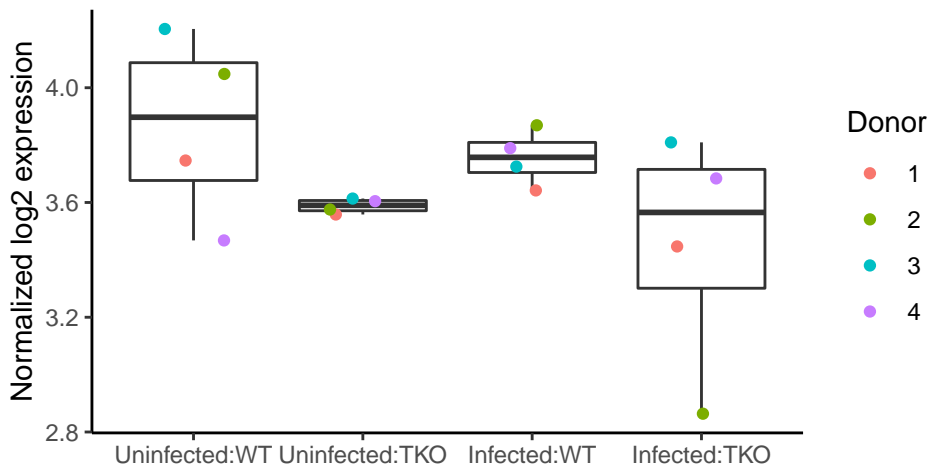 Normalized log2 expression
4.0
3.6
3.2
2.8
Uninfected:WT
Uninfected:TKO
Infected:WT
Infected:TKO
Donor
1
2
3
4